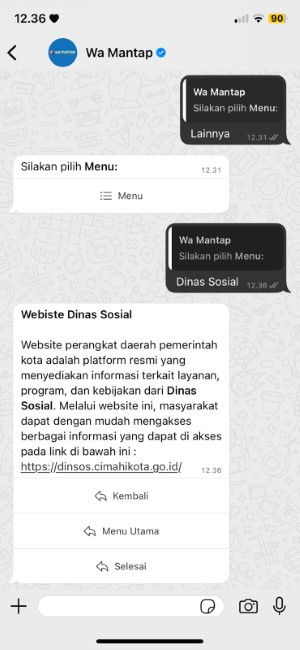 12.36
90
Wa Mantap
Wa Mantap
Silakan pilih Menu:
Lainnya 12.31
Silakan pilih Menu:
12.31
Menu
Wa Mantap
Silakan pilih Menu:
Dinas Sosial 12.36
Webiste Dinas Sosial
Website perangkat daerah pemerintah
kota adalah platform resmi yang
menyediakan informasi terkait layanan,
program, dan kebijakan dari Dinas
Sosial. Melalui website ini, masyarakat
dapat dengan mudah mengakses
berbagai informasi yang dapat di akses
pada link di bawah ini :
https://dinsos.cimahikota.go.id/ 12.36
Kembali
Menu Utama
Selesai